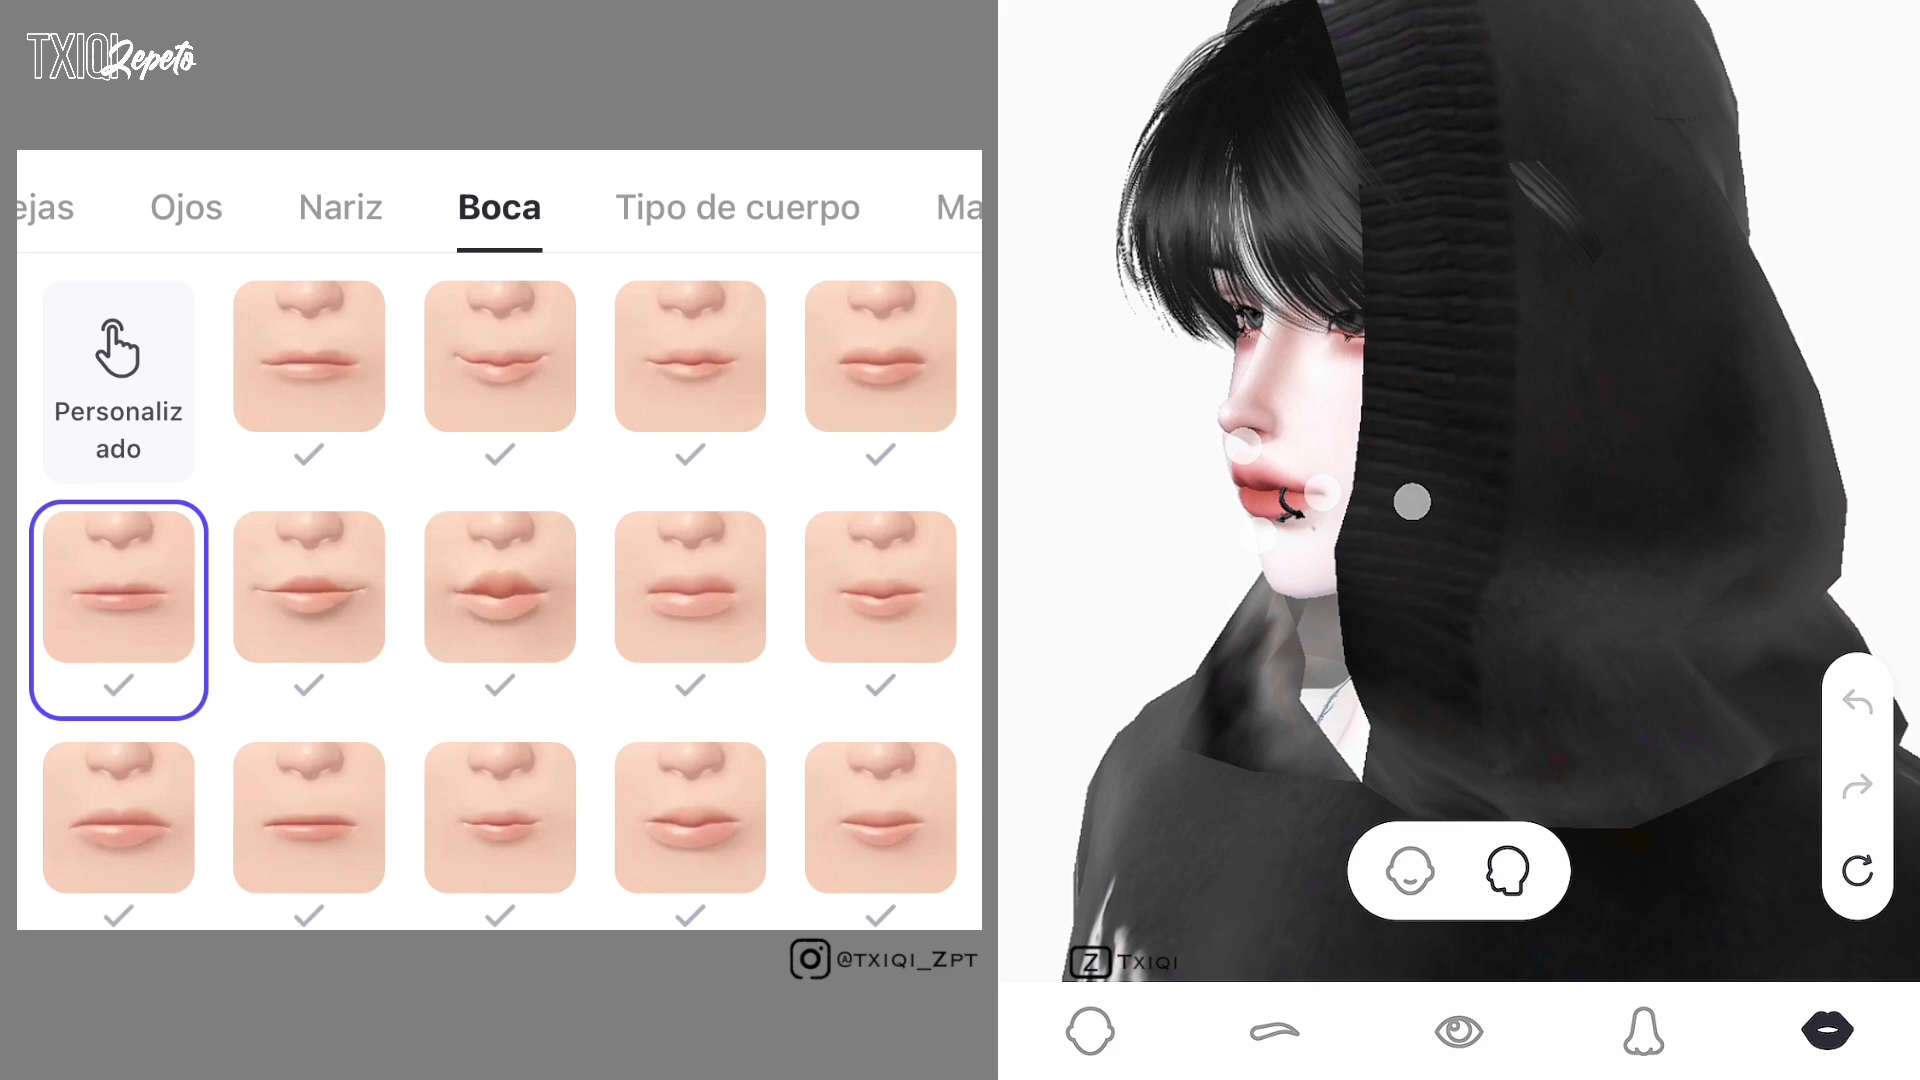 TXIQI Repeto
ejas Ojos Nariz Boca Tipo de cuerpo Ma
Personaliz
ado
@TXIQI_ZPT
Z TXIQI